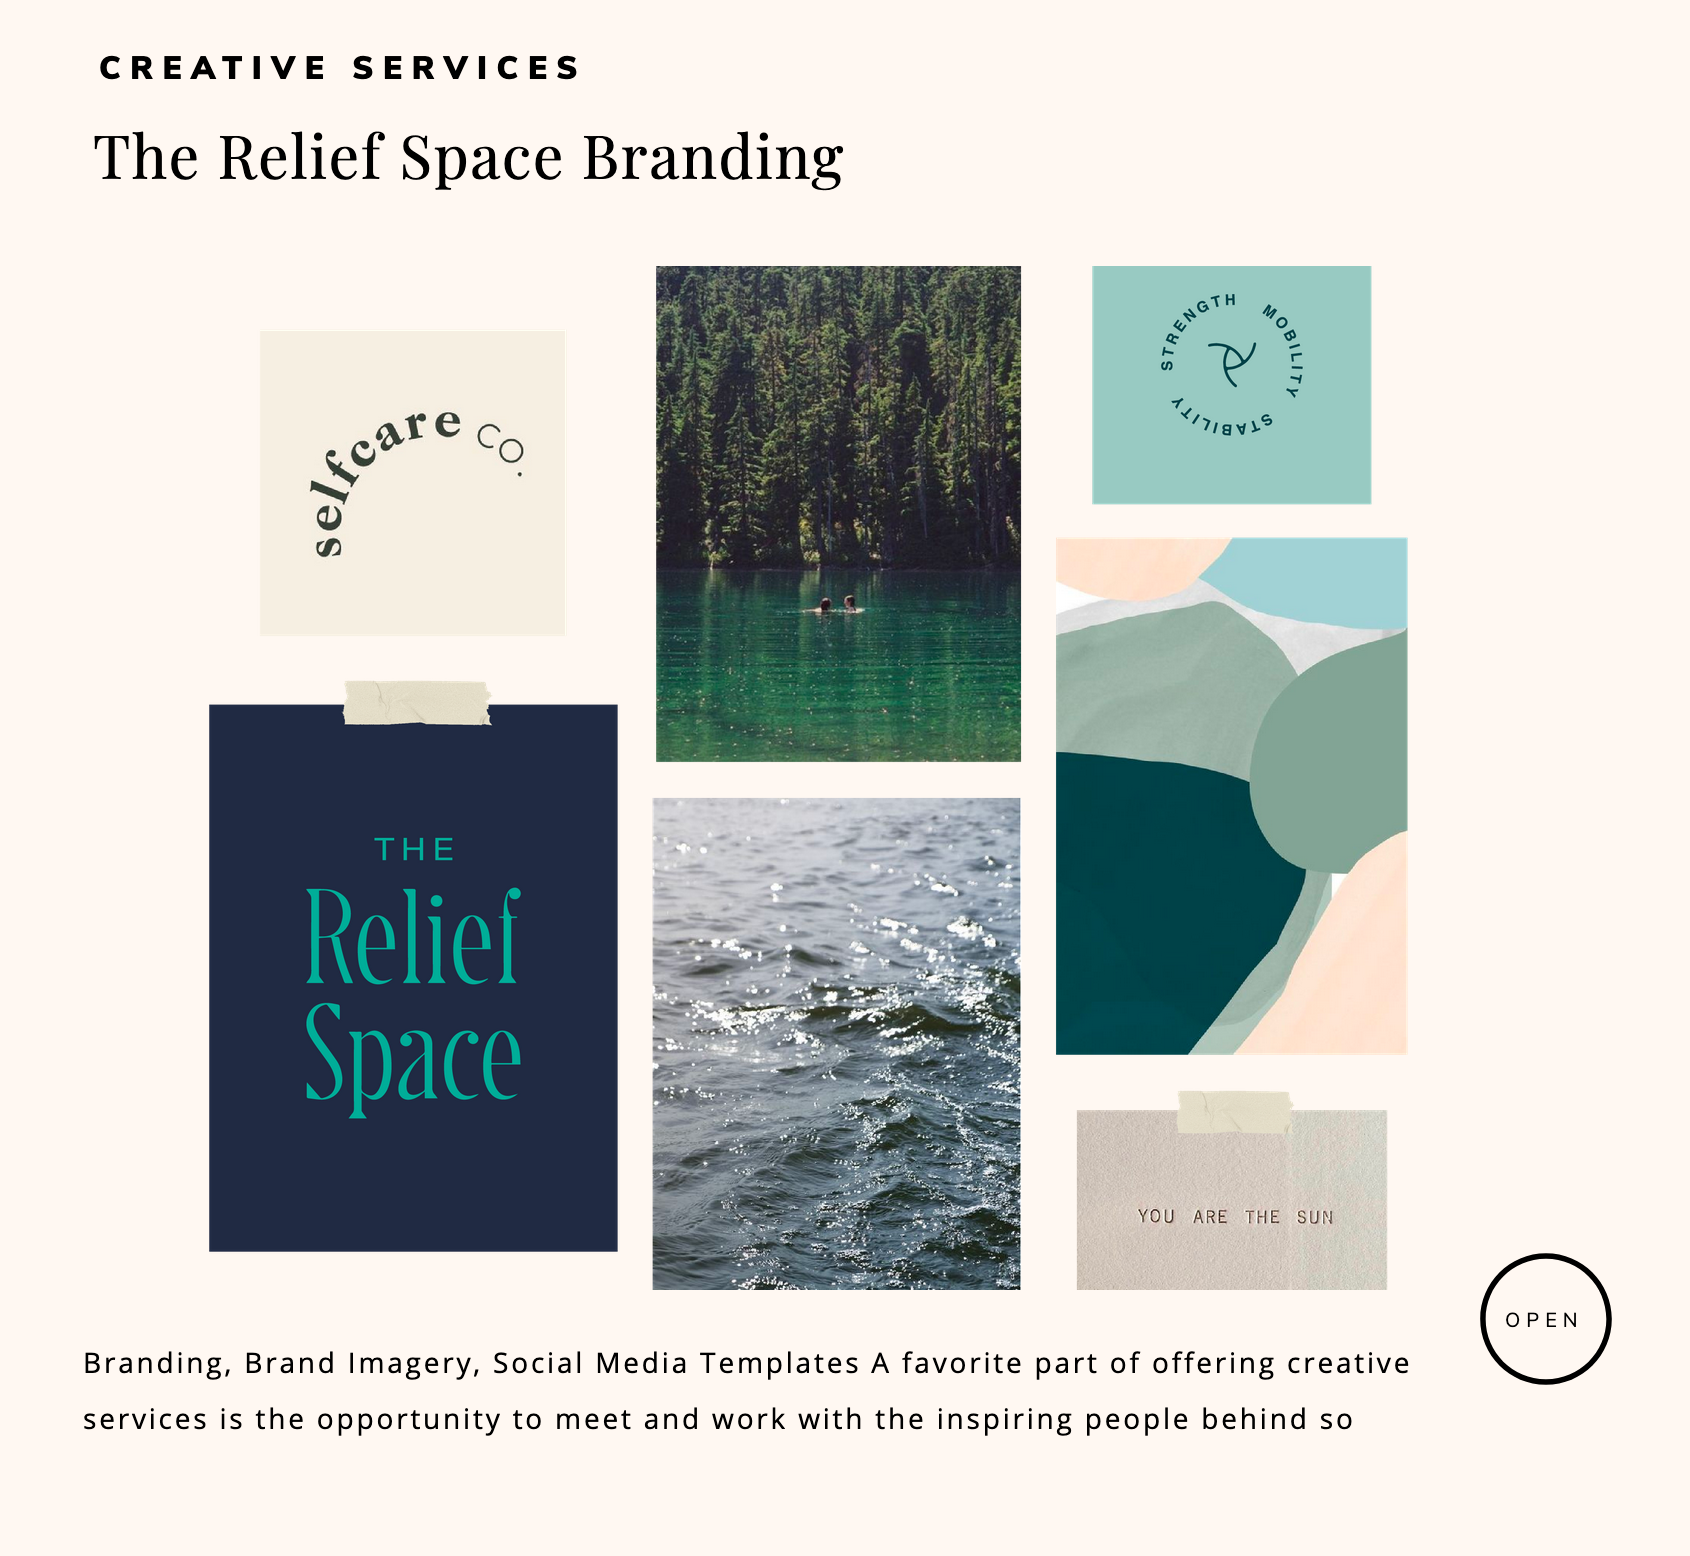 CREATIVE SERVICES
The Relief Space Branding
selfcare CO.
THE
Relief
Space
STRENGTH MOBILITY STABILITY
YOU ARE THE SUN
OPEN
Branding, Brand Imagery, Social Media Templates A favorite part of offering creative
services is the opportunity to meet and work with the inspiring people behind so